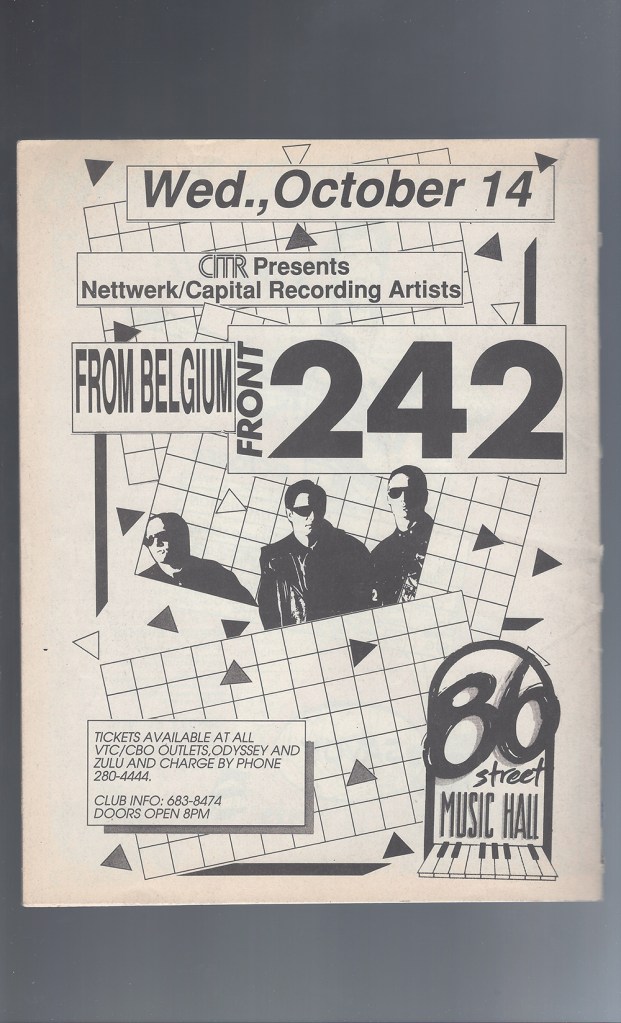 Wed.,October 14
CITR Presents
Nettwerk/Capital Recording Artists
FROM BELGIUM
FRONT 242
TICKETS AVAILABLE AT ALL
VTC/CBO OUTLETS,ODYSSEY AND
ZULU AND CHARGE BY PHONE
280-4444.
CLUB INFO: 683-8474
DOORS OPEN 8PM
86
street
MUSIC HALL